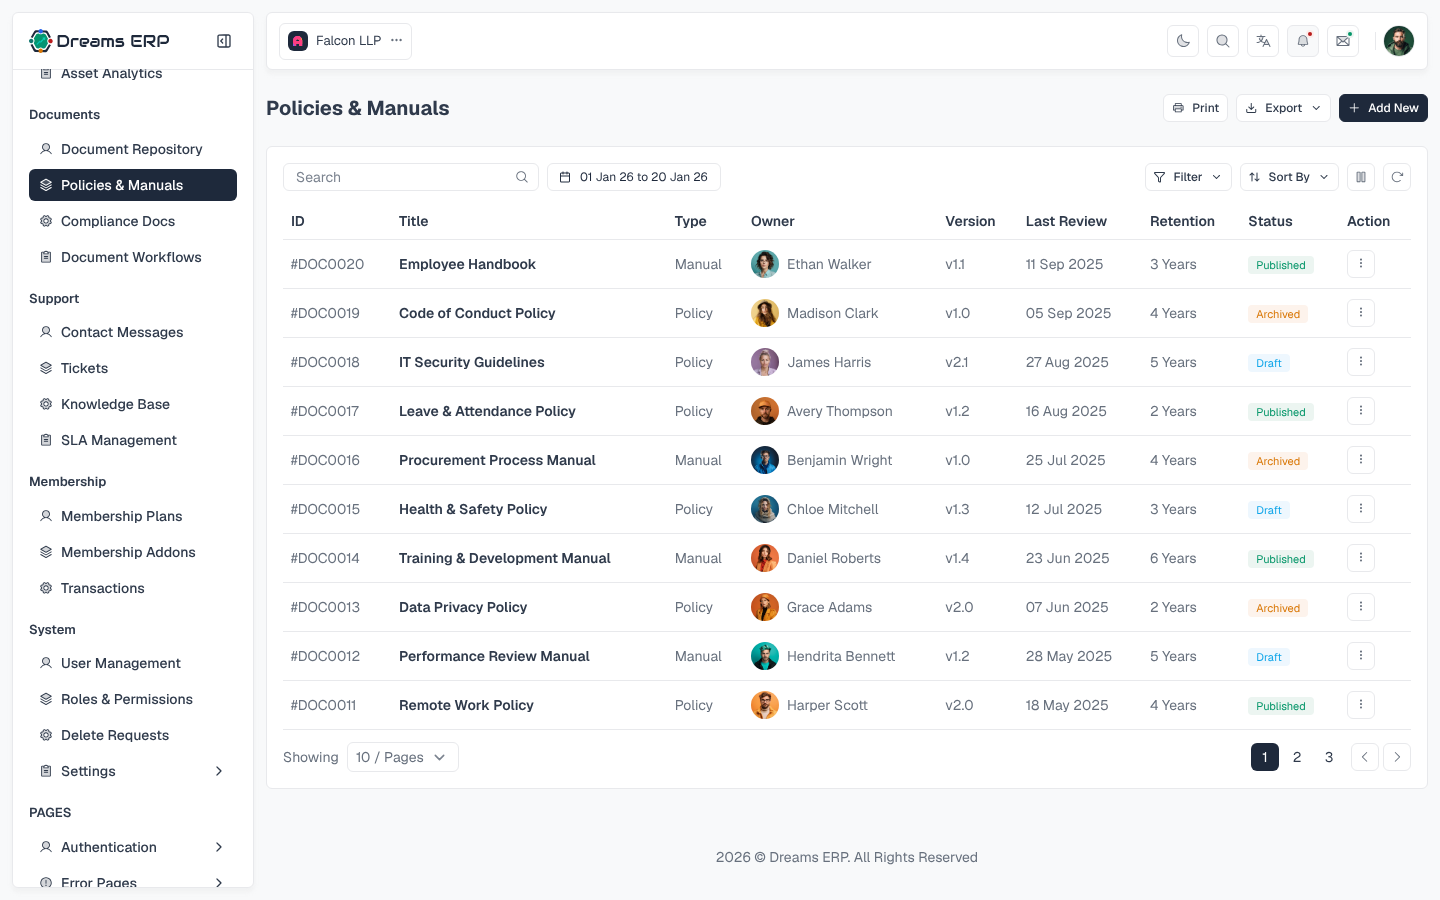 Dreams ERP
Asset Analytics
Documents
Document Repository
Policies & Manuals
Compliance Docs
Document Workflows
Support
Contact Messages
Tickets
Knowledge Base
SLA Management
Membership
Membership Plans
Membership Addons
Transactions
System
User Management
Roles & Permissions
Delete Requests
Settings
PAGES
Authentication
Error Pages
Falcon LLP
Policies & Manuals
Print
Export
Add New
Search
01 Jan 26 to 20 Jan 26
Filter
Sort By
ID Title Type Owner Version Last Review Retention Status Action
#DOC0020 Employee Handbook Manual Ethan Walker v1.1 11 Sep 2025 3 Years Published
#DOC0019 Code of Conduct Policy Policy Madison Clark v1.0 05 Sep 2025 4 Years Archived
#DOC0018 IT Security Guidelines Policy James Harris v2.1 27 Aug 2025 5 Years Draft
#DOC0017 Leave & Attendance Policy Policy Avery Thompson v1.2 16 Aug 2025 2 Years Published
#DOC0016 Procurement Process Manual Manual Benjamin Wright v1.0 25 Jul 2025 4 Years Archived
#DOC0015 Health & Safety Policy Policy Chloe Mitchell v1.3 12 Jul 2025 3 Years Draft
#DOC0014 Training & Development Manual Manual Daniel Roberts v1.4 23 Jun 2025 6 Years Published
#DOC0013 Data Privacy Policy Policy Grace Adams v2.0 07 Jun 2025 2 Years Archived
#DOC0012 Performance Review Manual Manual Hendrita Bennett v1.2 28 May 2025 5 Years Draft
#DOC0011 Remote Work Policy Policy Harper Scott v2.0 18 May 2025 4 Years Published
Showing 10 / Pages
1 2 3
2026 © Dreams ERP. All Rights Reserved